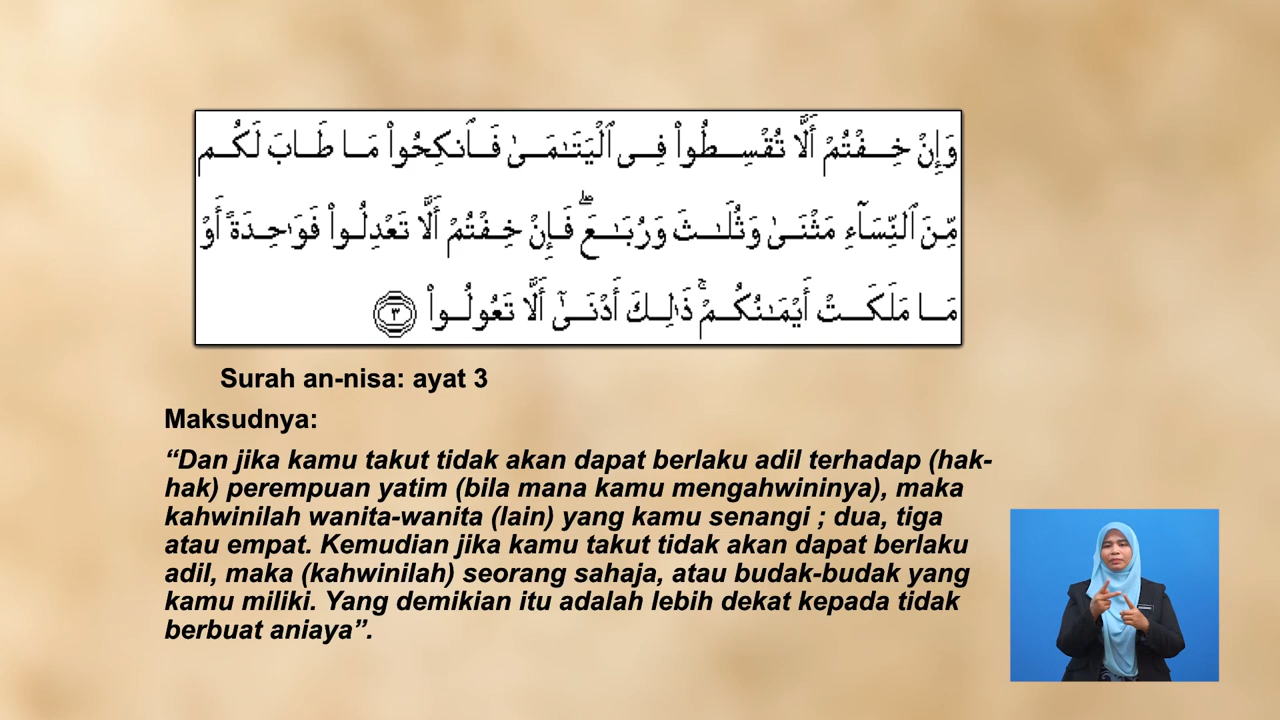 وَإِنْ خِفْتُمْ أَلَّا تُقْسِطُوا۟ فِى ٱلْيَتَـٰمَىٰ فَٱنكِحُوا۟ مَا طَابَ لَكُم
مِّنَ ٱلنِّسَآءِ مَثْنَىٰ وَثُلَـٰثَ وَرُبَـٰعَ ۖ فَإِنْ خِفْتُمْ أَلَّا تَعْدِلُوا۟ فَوَٰحِدَةً أَوْ
مَا مَلَكَتْ أَيْمَـٰنُكُمْ ۚ ذَٰلِكَ أَدْنَىٰٓ أَلَّا تَعُولُوا۟ ٣
Surah an-nisa: ayat 3
Maksudnya:
“Dan jika kamu takut tidak akan dapat berlaku adil terhadap (hak-
hak) perempuan yatim (bila mana kamu mengahwininya), maka
kahwinilah wanita-wanita (lain) yang kamu senangi ; dua, tiga
atau empat. Kemudian jika kamu takut tidak akan dapat berlaku
adil, maka (kahwinilah) seorang sahaja, atau budak-budak yang
kamu miliki. Yang demikian itu adalah lebih dekat kepada tidak
berbuat aniaya”.